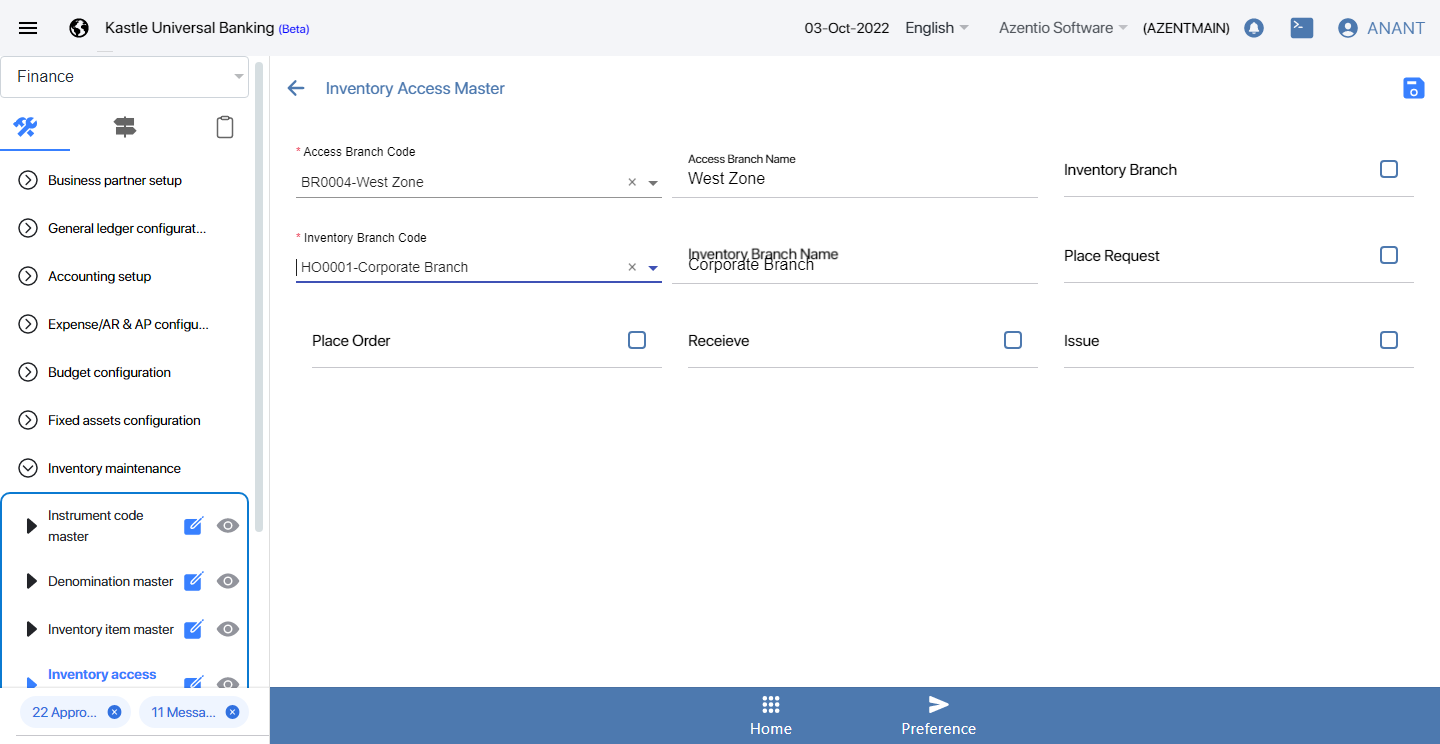 Kastle Universal Banking (Beta)
03-Oct-2022 English Azentio Software (AZENTMAIN) ANANT
Finance
Inventory Access Master
* Access Branch Code
BR0004-West Zone
Access Branch Name
West Zone
Inventory Branch
* Inventory Branch Code
HO0001-Corporate Branch
Inventory Branch Name
Corporate Branch
Place Request
Place Order
Receieve
Issue
Business partner setup
General ledger configurat...
Accounting setup
Expense/AR & AP configu...
Budget configuration
Fixed assets configuration
Inventory maintenance
Instrument code
master
Denomination master
Inventory item master
Inventory access
22 Appro...
11 Messa...
Home
Preference